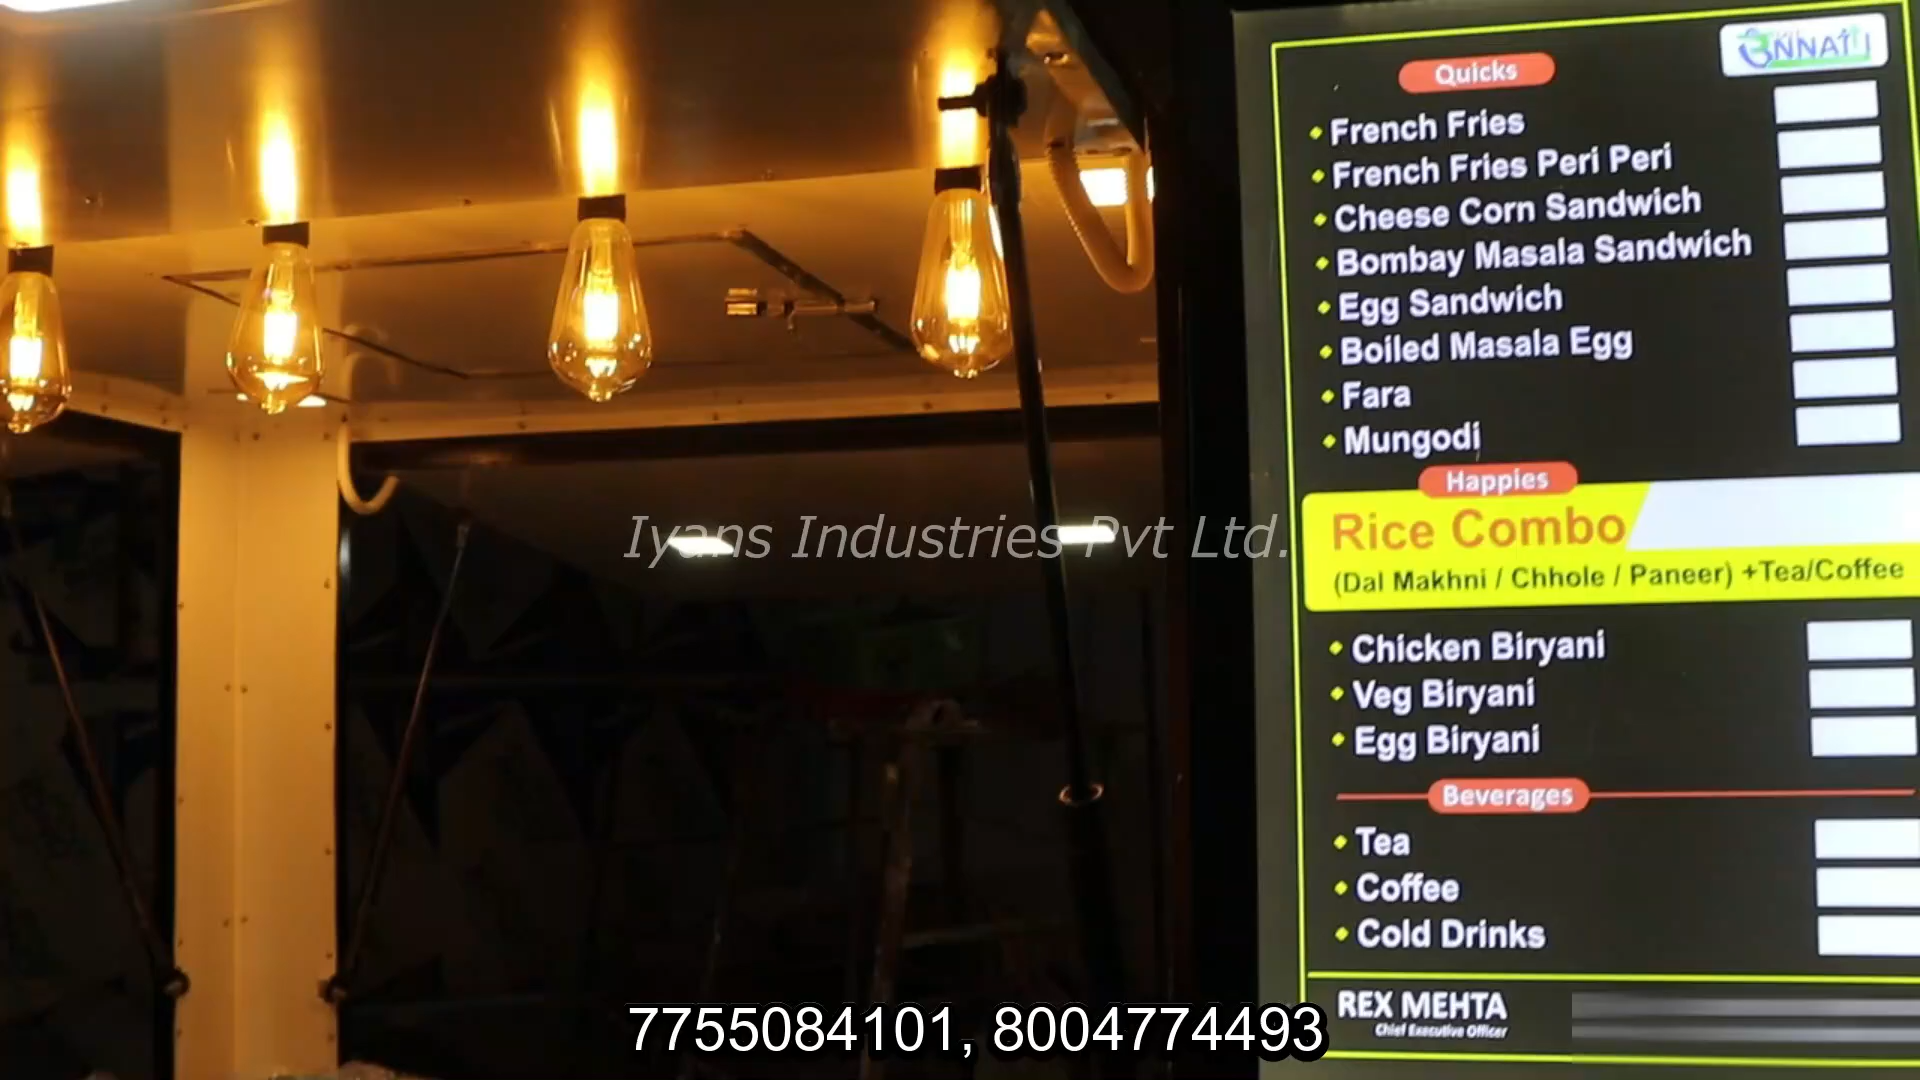 Quicks
French Fries
French Fries Peri Peri
Cheese Corn Sandwich
Bombay Masala Sandwich
Egg Sandwich
Boiled Masala Egg
Fara
Mungodi
Happies
Rice Combo
(Dal Makhni / Chhole / Paneer) +Tea/Coffee
Chicken Biryani
Veg Biryani
Egg Biryani
Beverages
Tea
Coffee
Cold Drinks
REX MEHTA
Chief Executive Officer
Iyans Industries Pvt Ltd.
7755084101, 8004774493